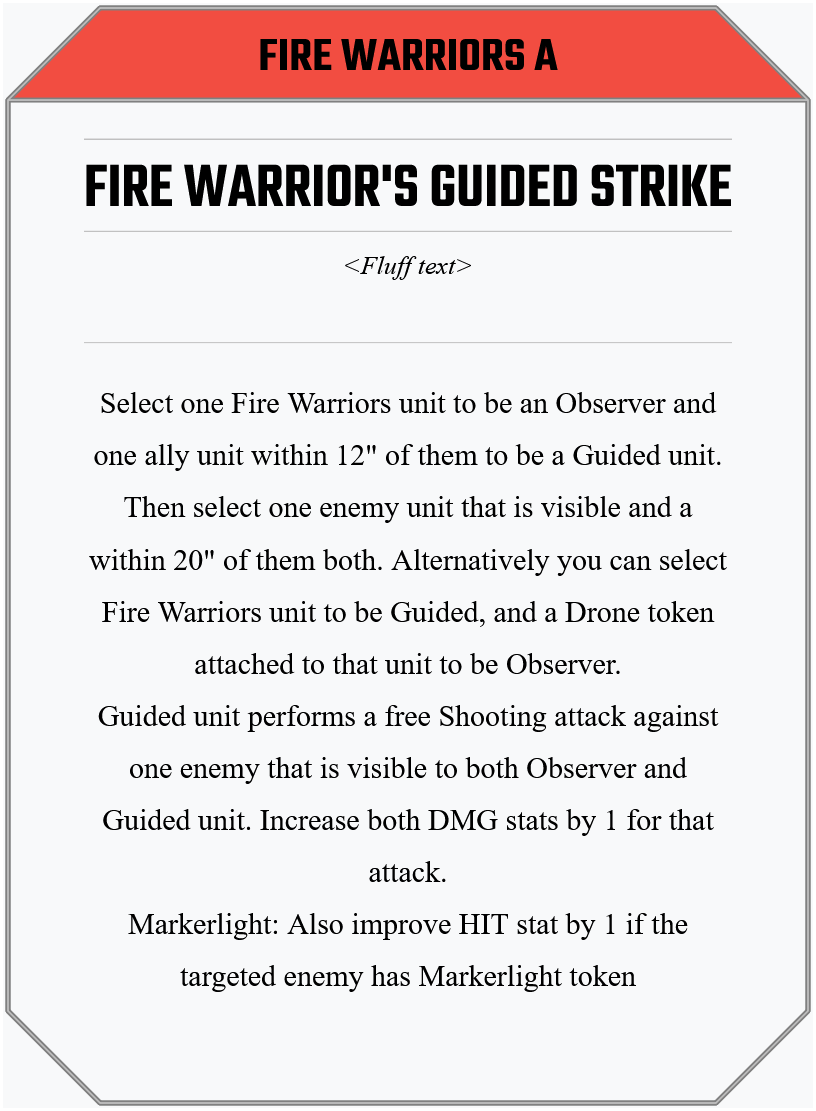 FIRE WARRIORS A
FIRE WARRIOR'S GUIDED STRIKE
<Fluff text>
Select one Fire Warriors unit to be an Observer and
one ally unit within 12" of them to be a Guided unit.
Then select one enemy unit that is visible and a
within 20" of them both. Alternatively you can select
Fire Warriors unit to be Guided, and a Drone token
attached to that unit to be Observer.
Guided unit performs a free Shooting attack against
one enemy that is visible to both Observer and
Guided unit. Increase both DMG stats by 1 for that
attack.
Markerlight: Also improve HIT stat by 1 if the
targeted enemy has Markerlight token